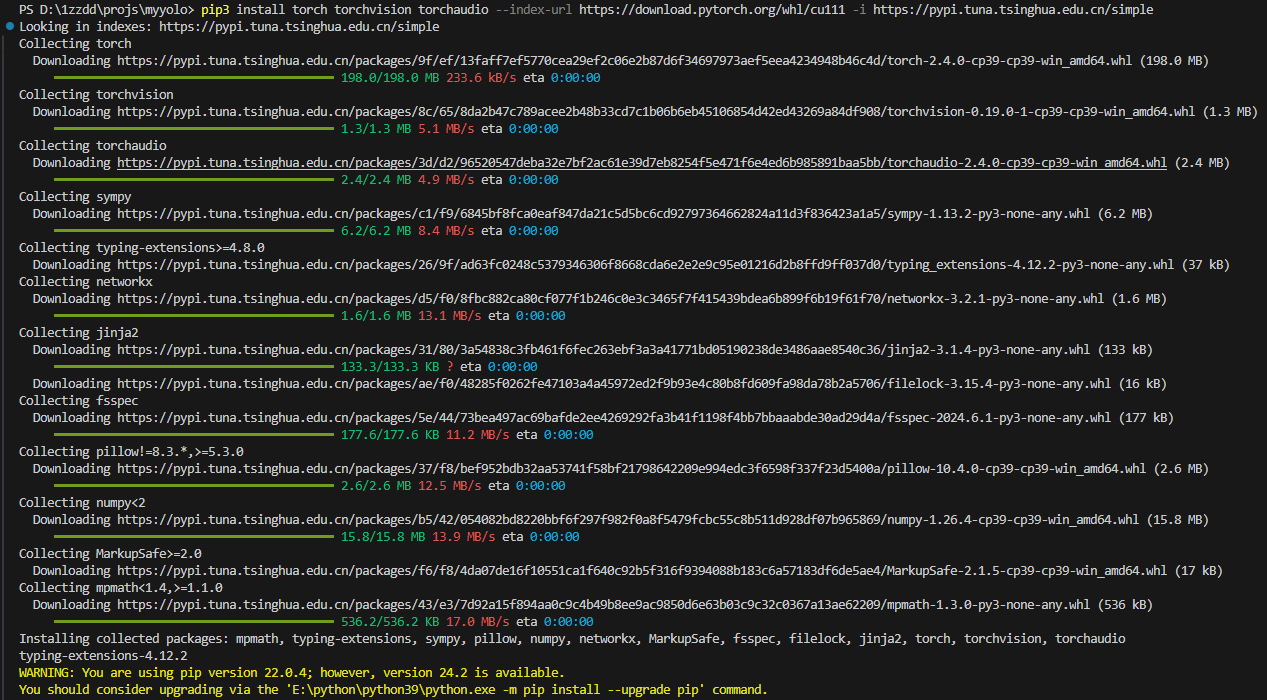 PS D:\1zzdd\projs\myyolo> pip3 install torch torchvision torchaudio --index-url https://download.pytorch.org/whl/cu111 -i https://pypi.tuna.tsinghua.edu.cn/simple
Looking in indexes: https://pypi.tuna.tsinghua.edu.cn/simple
Collecting torch
Downloading https://pypi.tuna.tsinghua.edu.cn/packages/9f/ef/13faff7ef5770cea29ef2c06e2b87d6f34697973aef5eea4234948b46c4d/torch-2.4.0-cp39-cp39-win_amd64.whl (198.0 MB)
198.0/198.0 MB 233.6 kB/s eta 0:00:00
Collecting torchvision
Downloading https://pypi.tuna.tsinghua.edu.cn/packages/8c/65/8da2b47c789acee2b48b33cd7c1b06b6eb45106854d42ed43269a84df908/torchvision-0.19.0-1-cp39-cp39-win_amd64.whl (1.3 MB)
1.3/1.3 MB 5.1 MB/s eta 0:00:00
Collecting torchaudio
Downloading https://pypi.tuna.tsinghua.edu.cn/packages/3d/d2/96520547deba32e7bf2ac61e39d7eb8254f5e471f6e4ed6b985891baa5bb/torchaudio-2.4.0-cp39-cp39-win_amd64.whl (2.4 MB)
2.4/2.4 MB 4.9 MB/s eta 0:00:00
Collecting sympy
Downloading https://pypi.tuna.tsinghua.edu.cn/packages/c1/f9/6845bf8fca0eaf847da21c5d5bc6cd92797364662824a11d3f836423a1a5/sympy-1.13.2-py3-none-any.whl (6.2 MB)
6.2/6.2 MB 8.4 MB/s eta 0:00:00
Collecting typing-extensions>=4.8.0
Downloading https://pypi.tuna.tsinghua.edu.cn/packages/26/9f/ad63fc0248c5379346306f8668cda6e2e2e9c95e01216d2b8ffd9ff037d0/typing_extensions-4.12.2-py3-none-any.whl (37 kB)
Collecting networkx
Downloading https://pypi.tuna.tsinghua.edu.cn/packages/d5/f0/8fbc882ca80cf077f1b246c0e3c3465f7f415439bdea6b899f6b19f61f70/networkx-3.2.1-py3-none-any.whl (1.6 MB)
1.6/1.6 MB 13.1 MB/s eta 0:00:00
Collecting jinja2
Downloading https://pypi.tuna.tsinghua.edu.cn/packages/31/80/3a54838c3fb461f6fec263ebf3a3a41771bd05190238de3486aae8540c36/jinja2-3.1.4-py3-none-any.whl (133 kB)
133.3/133.3 KB ? eta 0:00:00
Downloading https://pypi.tuna.tsinghua.edu.cn/packages/ae/f0/48285f0262fe47103a4a45972ed2f9b93e4c80b8fd609fa98da78b2a5706/filelock-3.15.4-py3-none-any.whl (16 kB)
Collecting fsspec
Downloading https://pypi.tuna.tsinghua.edu.cn/packages/5e/44/73bea497ac69bafde2ee4269292fa3b41f1198f4bb7bbaaabde30ad29d4a/fsspec-2024.6.1-py3-none-any.whl (177 kB)
177.6/177.6 KB 11.2 MB/s eta 0:00:00
Collecting pillow!=8.3.*,>=5.3.0
Downloading https://pypi.tuna.tsinghua.edu.cn/packages/37/f8/bef952bdb32aa53741f58bf21798642209e994edc3f6598f337f23d5400a/pillow-10.4.0-cp39-cp39-win_amd64.whl (2.6 MB)
2.6/2.6 MB 12.5 MB/s eta 0:00:00
Collecting numpy<2
Downloading https://pypi.tuna.tsinghua.edu.cn/packages/b5/42/054082bd8220bbf6f297f982f0a8f5479fcbc55c8b511d928df07b965869/numpy-1.26.4-cp39-cp39-win_amd64.whl (15.8 MB)
15.8/15.8 MB 13.9 MB/s eta 0:00:00
Collecting MarkupSafe>=2.0
Downloading https://pypi.tuna.tsinghua.edu.cn/packages/f6/f8/4da07de16f10551ca1f640c92b5f316f9394088b183c6a57183df6de5ae4/MarkupSafe-2.1.5-cp39-cp39-win_amd64.whl (17 kB)
Collecting mpmath<1.4,>=1.1.0
Downloading https://pypi.tuna.tsinghua.edu.cn/packages/43/e3/7d92a15f894aa0c9c4b49b8ee9ac9850d6e63b03c9c32c0367a13ae62209/mpmath-1.3.0-py3-none-any.whl (536 kB)
536.2/536.2 KB 17.0 MB/s eta 0:00:00
Installing collected packages: mpmath, typing-extensions, sympy, pillow, numpy, networkx, MarkupSafe, fsspec, filelock, jinja2, torch, torchvision, torchaudio
typing-extensions-4.12.2
WARNING: You are using pip version 22.0.4; however, version 24.2 is available.
You should consider upgrading via the 'E:\python\python39\python.exe -m pip install --upgrade pip' command.